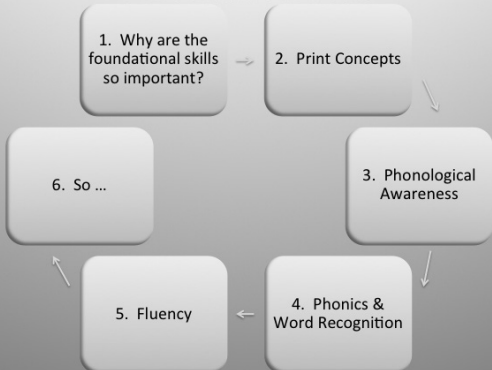 1. Why are the
foundational skills
so important?
2. Print Concepts
3. Phonological
Awareness
4. Phonics &
Word Recognition
5. Fluency
6. So ...